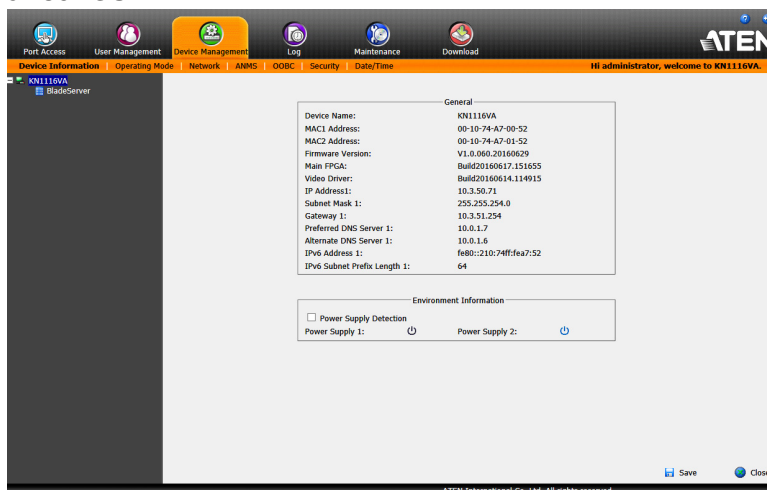 ATEN
Port Access User Management Device Management Log Maintenance Download
Device Information | Operating Mode | Network | ANMS | OOBC | Security | Date/Time Hi administrator, welcome to KN1116VA.
KN1116VA
BladeServer
General
Device Name: KN1116VA
MAC1 Address: 00-10-74-A7-00-52
MAC2 Address: 00-10-74-A7-01-52
Firmware Version: V1.0.060.20160629
Main FPGA: Build20160617.151655
Video Driver: Build20160614.114915
IP Address1: 10.3.50.71
Subnet Mask 1: 255.255.254.0
Gateway 1: 10.3.51.254
Preferred DNS Server 1: 10.0.1.7
Alternate DNS Server 1: 10.0.1.6
IPv6 Address 1: fe80::210:74ff:fea7:52
IPv6 Subnet Prefix Length 1: 64
Environment Information
Power Supply Detection
Power Supply 1: Power Supply 2:
Save Close